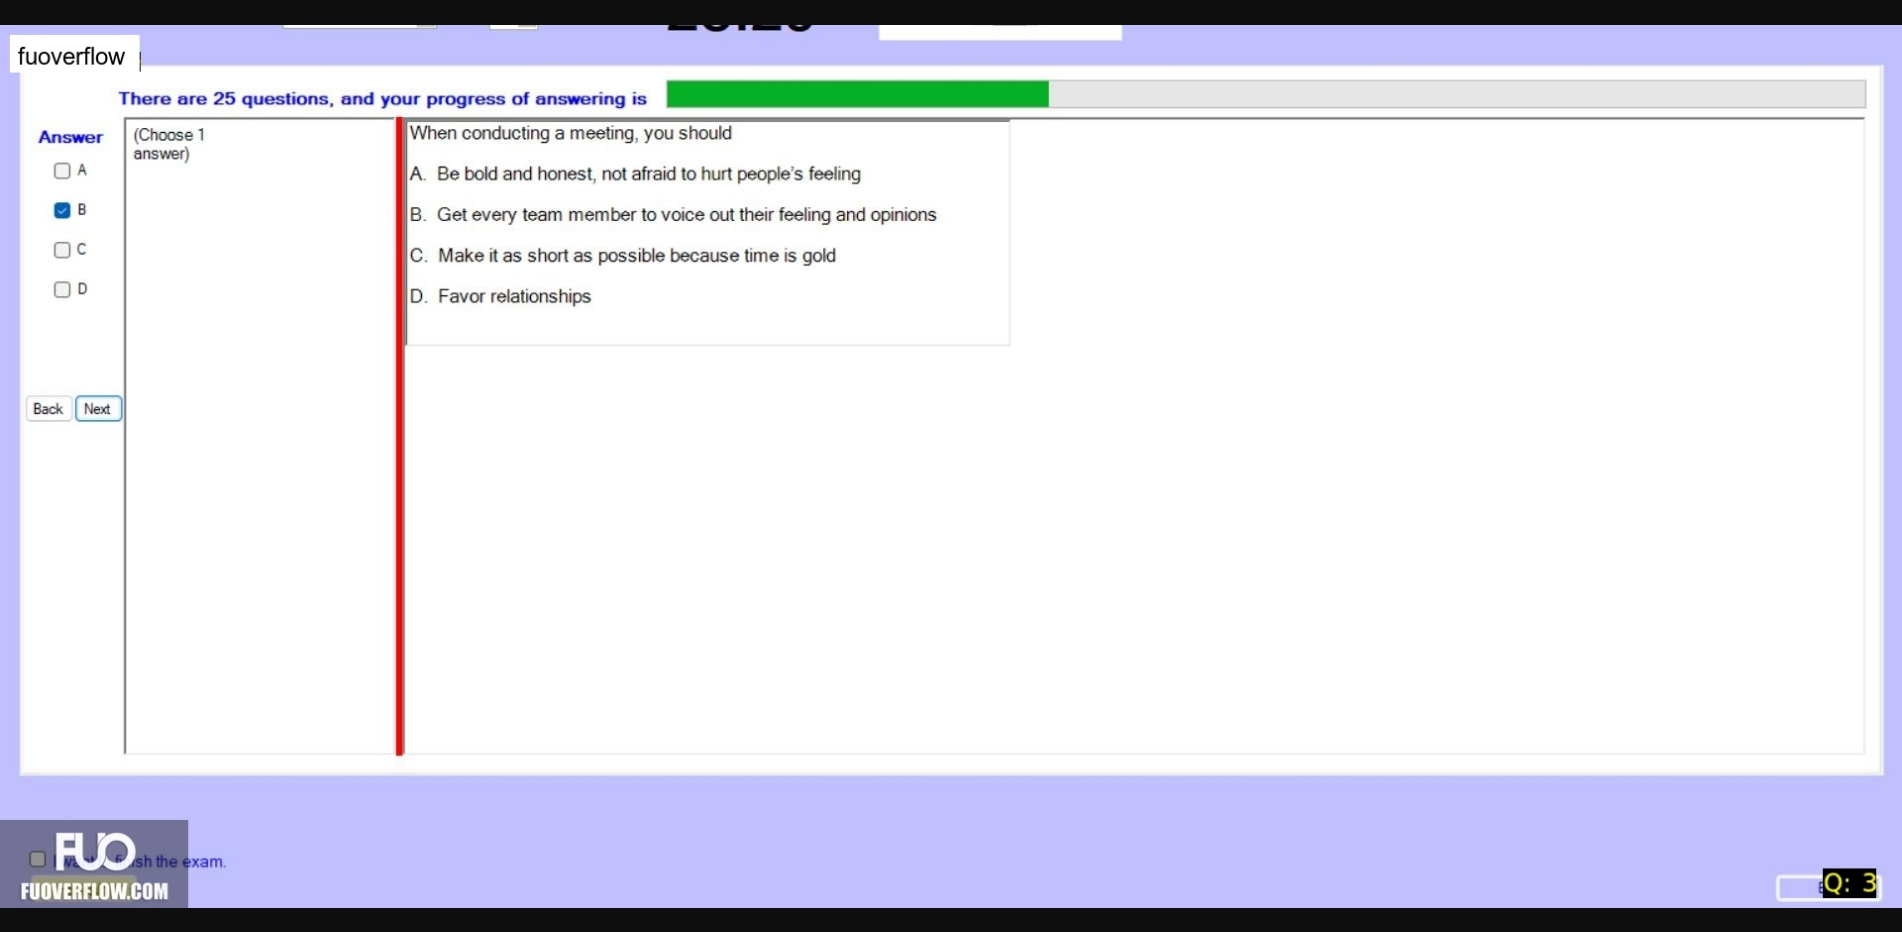 fuoverflow
There are 25 questions, and your progress of answering is
Answer
A
B
C
D
(Choose 1
answer)
When conducting a meeting, you should
A. Be bold and honest, not afraid to hurt people's feeling
B. Get every team member to voice out their feeling and opinions
C. Make it as short as possible because time is gold
D. Favor relationships
Back
Next
FUO
the exam.
FUOVERFLOW.COM
Q: 3